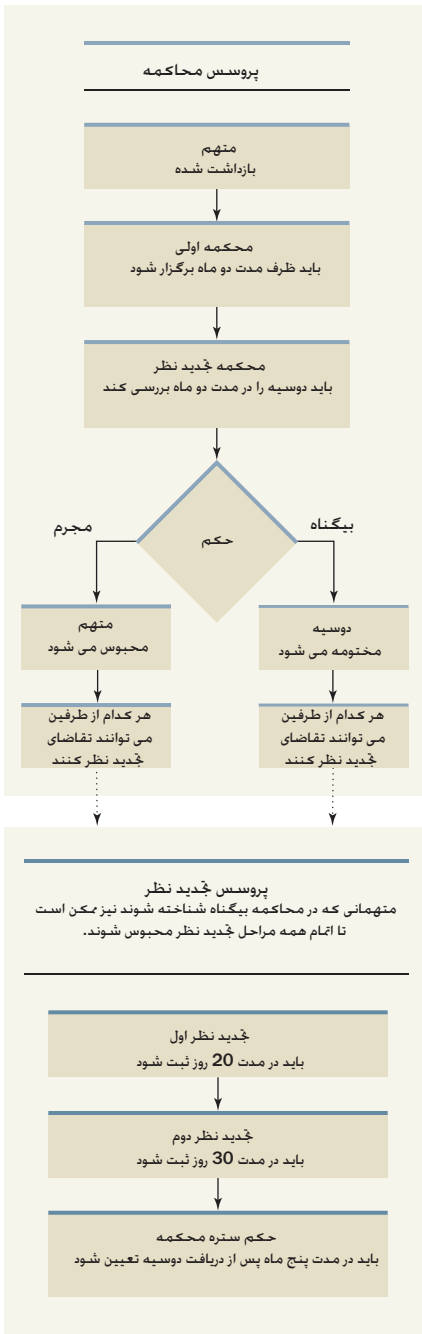 پروسس محاکمه
متهم
بازداشت شده
محکمه اولی
باید ظرف مدت دو ماه برگزار شود
محکمه تجدید نظر
باید دوسیه را در مدت دو ماه بررسی کند
حکم
بیگناه
مجرم
دوسیه
مختومه می شود
هر کدام از طرفین
می توانند تقاضای
تجدید نظر کنند
متهم
محبوس می شود
هر کدام از طرفین
می توانند تقاضای
تجدید نظر کنند
پروسس تجدید نظر
متهمانی که در محاکمه بیگناه شناخته شوند نیز ممکن است
تا اتمام همه مراحل تجدید نظر محبوس شوند.
تجدید نظر اول
باید در مدت 20 روز ثبت شود
تجدید نظر دوم
باید در مدت 30 روز ثبت شود
حکم ستره محکمه
باید در مدت پنج ماه پس از دریافت دوسیه تعیین شود